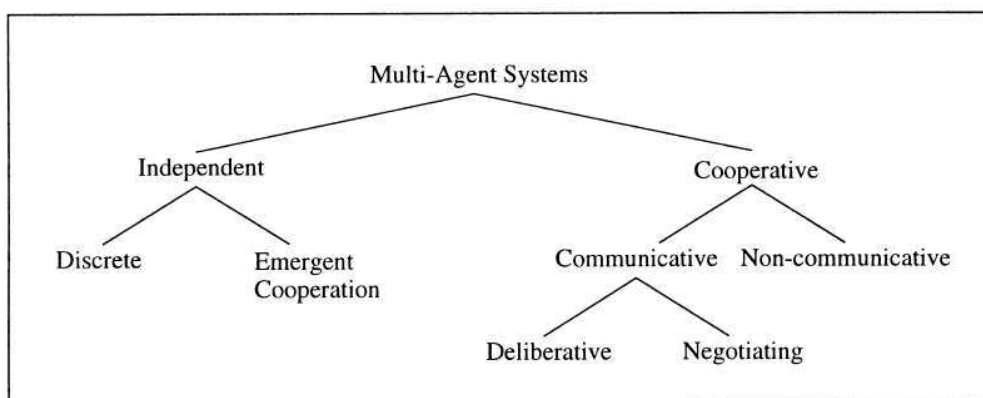 Multi-Agent Systems
Independent
Cooperative
Discrete
Emergent
Cooperation
Communicative
Non-communicative
Deliberative
Negotiating